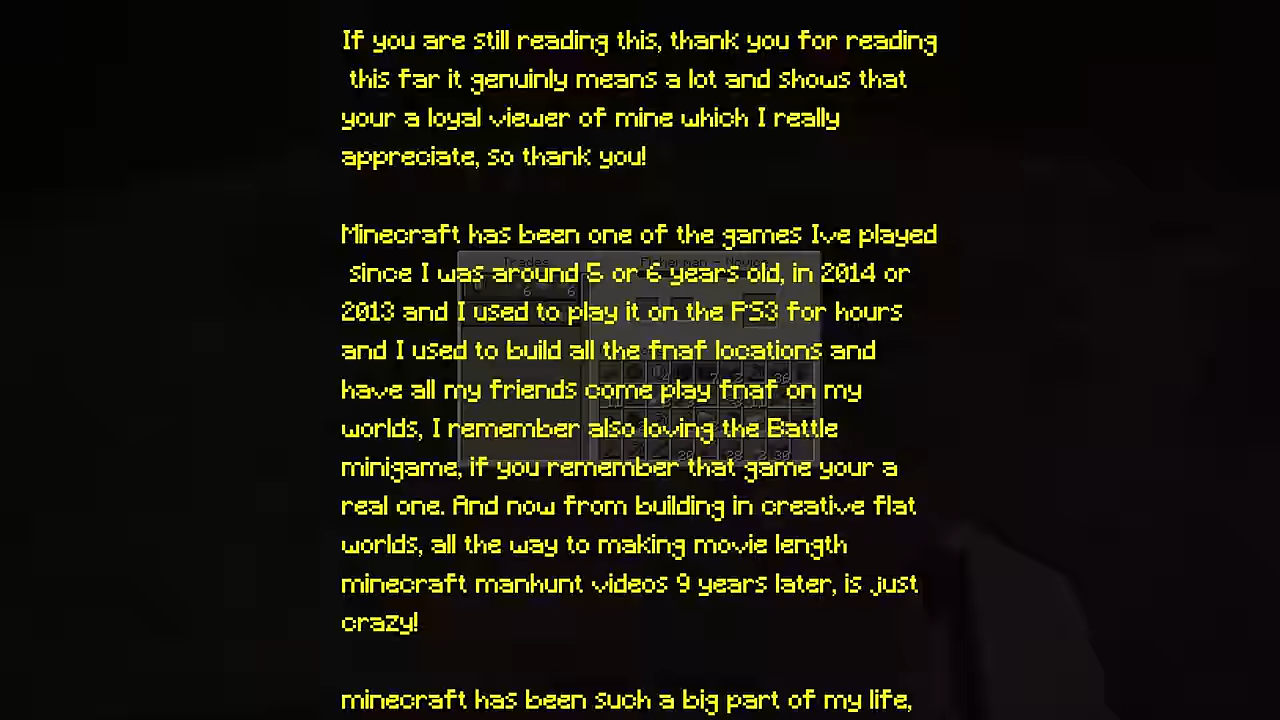 If you are still reading this, thank you for reading
this far it genuinly means a lot and shows that
your a loyal viewer of mine which I really
appreciate, so thank you!
Minecraft has been one of the games Ive played
since I was around 5 or 6 years old, in 2014 or
2013 and I used to play it on the PS3 for hours
and I used to build all the fnaf locations and
have all my friends come play fnaf on my
worlds, I remember also loving the Battle
minigame, if you remember that game your a
real one. And now from building in creative flat
worlds, all the way to making movie length
minecraft manhunt videos 9 years later, is just
crazy!
minecraft has been such a big part of my life,
Trades
Fisherman - Novice